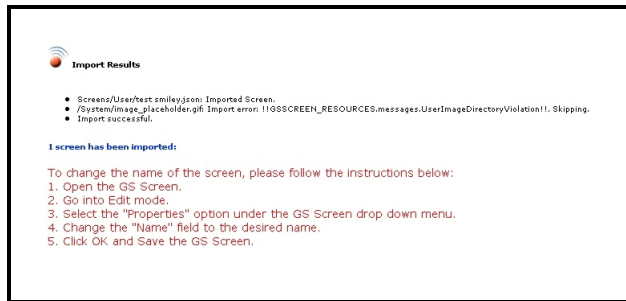 Import Results
Screens/User/test smiley.json: Imported Screen.
/System/image_placeholder.gif: Import error: !!GSSCREEN_RESOURCES.messages.UserImageDirectoryViolation!!. Skipping.
Import successful.
1 screen has been imported:
To change the name of the screen, please follow the instructions below:
1. Open the GS Screen.
2. Go into Edit mode.
3. Select the "Properties" option under the GS Screen drop down menu.
4. Change the "Name" field to the desired name.
5. Click OK and Save the GS Screen.